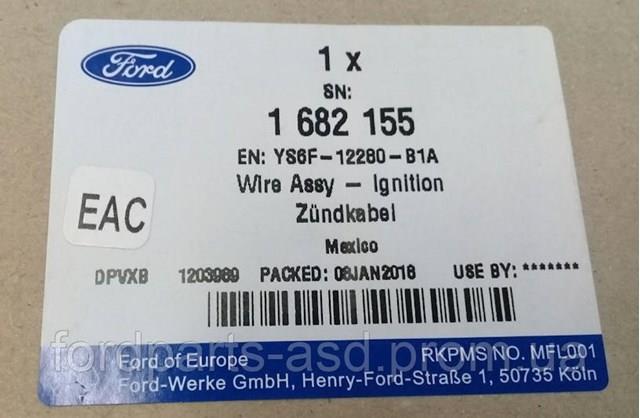 Ford
1 x
SN:
1 682 155
EN: YS6F-12280-B1A
Wire Assy - Ignition
Zündkabel
Mexico
EAC
DPVXB 1203969 PACKED: 08JAN2016 USE BY: *******
fordparts-asd.prom.ua
Ford of Europe RKPMS NO. MFL001
Ford-Werke GmbH, Henry-Ford-Straße 1, 50735 Köln